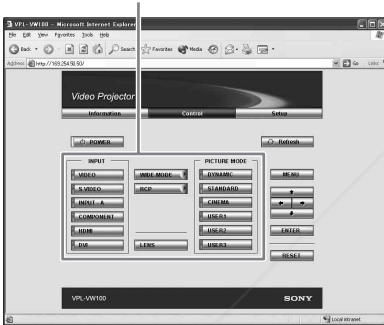 VPL-VW100 - Microsoft Internet Explorer
File Edit View Favorites Tools Help
Back Search Favorites Media
Address http://169.254.50.50/ Go Links
Video Projector
Information Control Setup
POWER Refresh
INPUT PICTURE MODE
VIDEO WIDE MODE DYNAMIC MENU
S VIDEO RCP STANDARD
INPUT - A CINEMA
COMPONENT USER1
HDMI USER2 ENTER
DVI LENS USER3
RESET
VPL-VW100 SONY
Local intranet